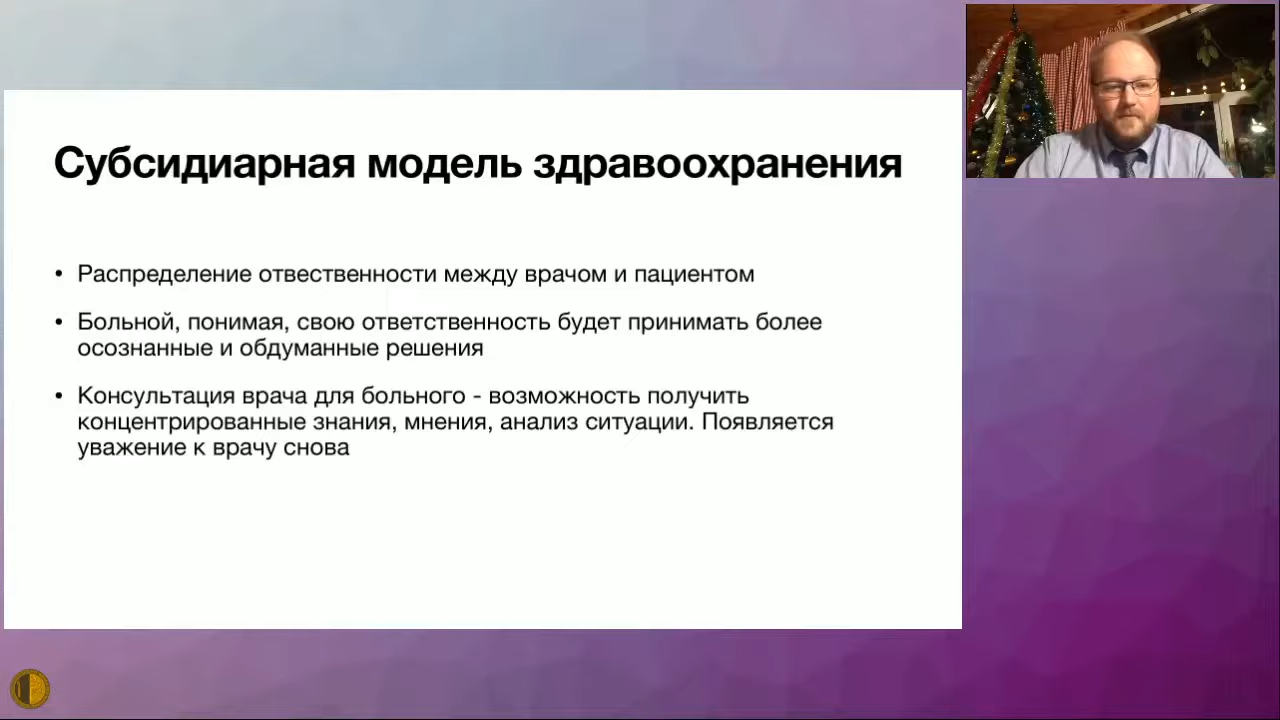 Субсидиарная модель здравоохранения
• Распределение отвественности между врачом и пациентом
• Больной, понимая, свою ответственность будет принимать более
осознанные и обдуманные решения
• Консультация врача для больного - возможность получить
концентрированные знания, мнения, анализ ситуации. Появляется
уважение к врачу снова